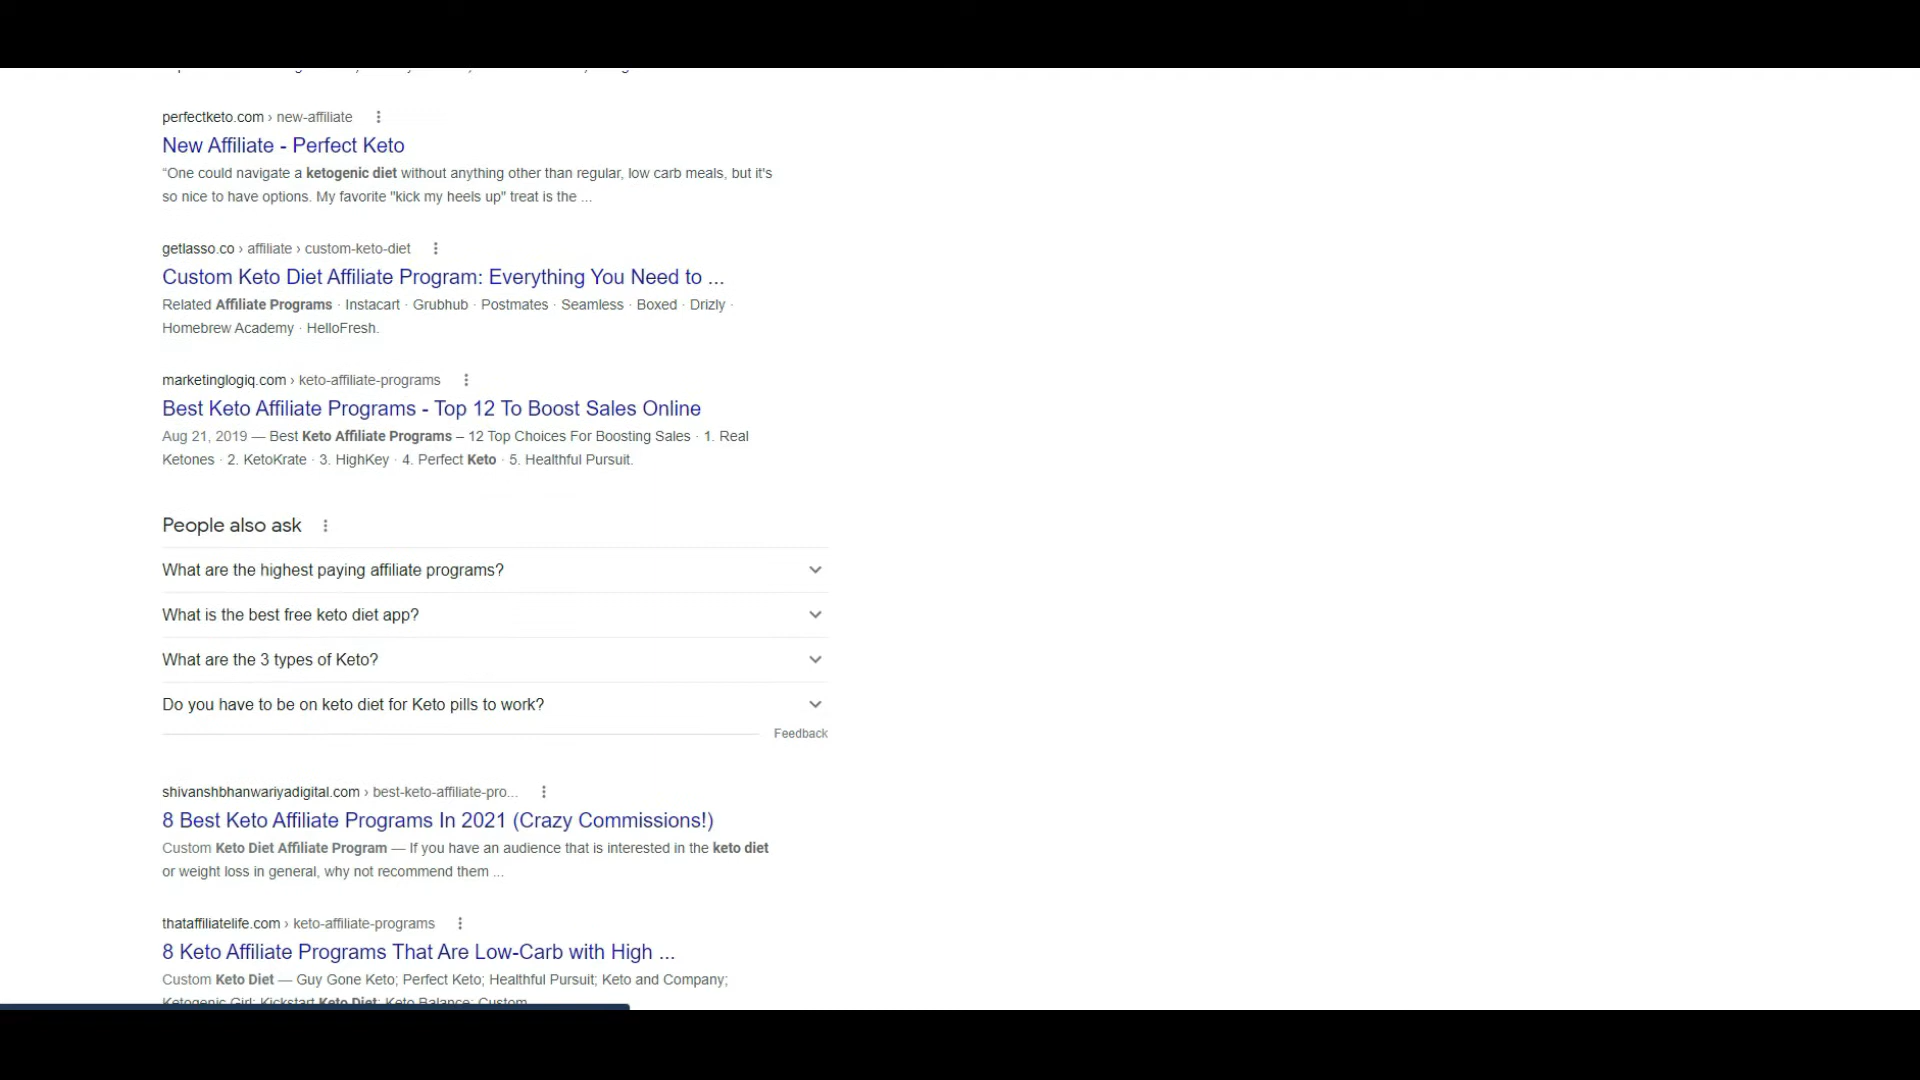 perfectketo.com › new-affiliate
New Affiliate - Perfect Keto
“One could navigate a ketogenic diet without anything other than regular, low carb meals, but it's
so nice to have options. My favorite "kick my heels up" treat is the ...
getlasso.co › affiliate › custom-keto-diet
Custom Keto Diet Affiliate Program: Everything You Need to ...
Related Affiliate Programs · Instacart · Grubhub · Postmates · Seamless · Boxed · Drizly ·
Homebrew Academy · HelloFresh.
marketinglogiq.com › keto-affiliate-programs
Best Keto Affiliate Programs - Top 12 To Boost Sales Online
Aug 21, 2019 — Best Keto Affiliate Programs – 12 Top Choices For Boosting Sales · 1. Real
Ketones · 2. KetoKrate · 3. HighKey · 4. Perfect Keto · 5. Healthful Pursuit.
People also ask
What are the highest paying affiliate programs?
What is the best free keto diet app?
What are the 3 types of Keto?
Do you have to be on keto diet for Keto pills to work?
Feedback
shivanshbhanwariyadigital.com › best-keto-affiliate-pro...
8 Best Keto Affiliate Programs In 2021 (Crazy Commissions!)
Custom Keto Diet Affiliate Program — If you have an audience that is interested in the keto diet
or weight loss in general, why not recommend them ...
thataffiliatelife.com › keto-affiliate-programs
8 Keto Affiliate Programs That Are Low-Carb with High ...
Custom Keto Diet — Guy Gone Keto; Perfect Keto; Healthful Pursuit; Keto and Company;
Ketogenic Girl; Kickstart Keto Diet; Keto Balance; Custom